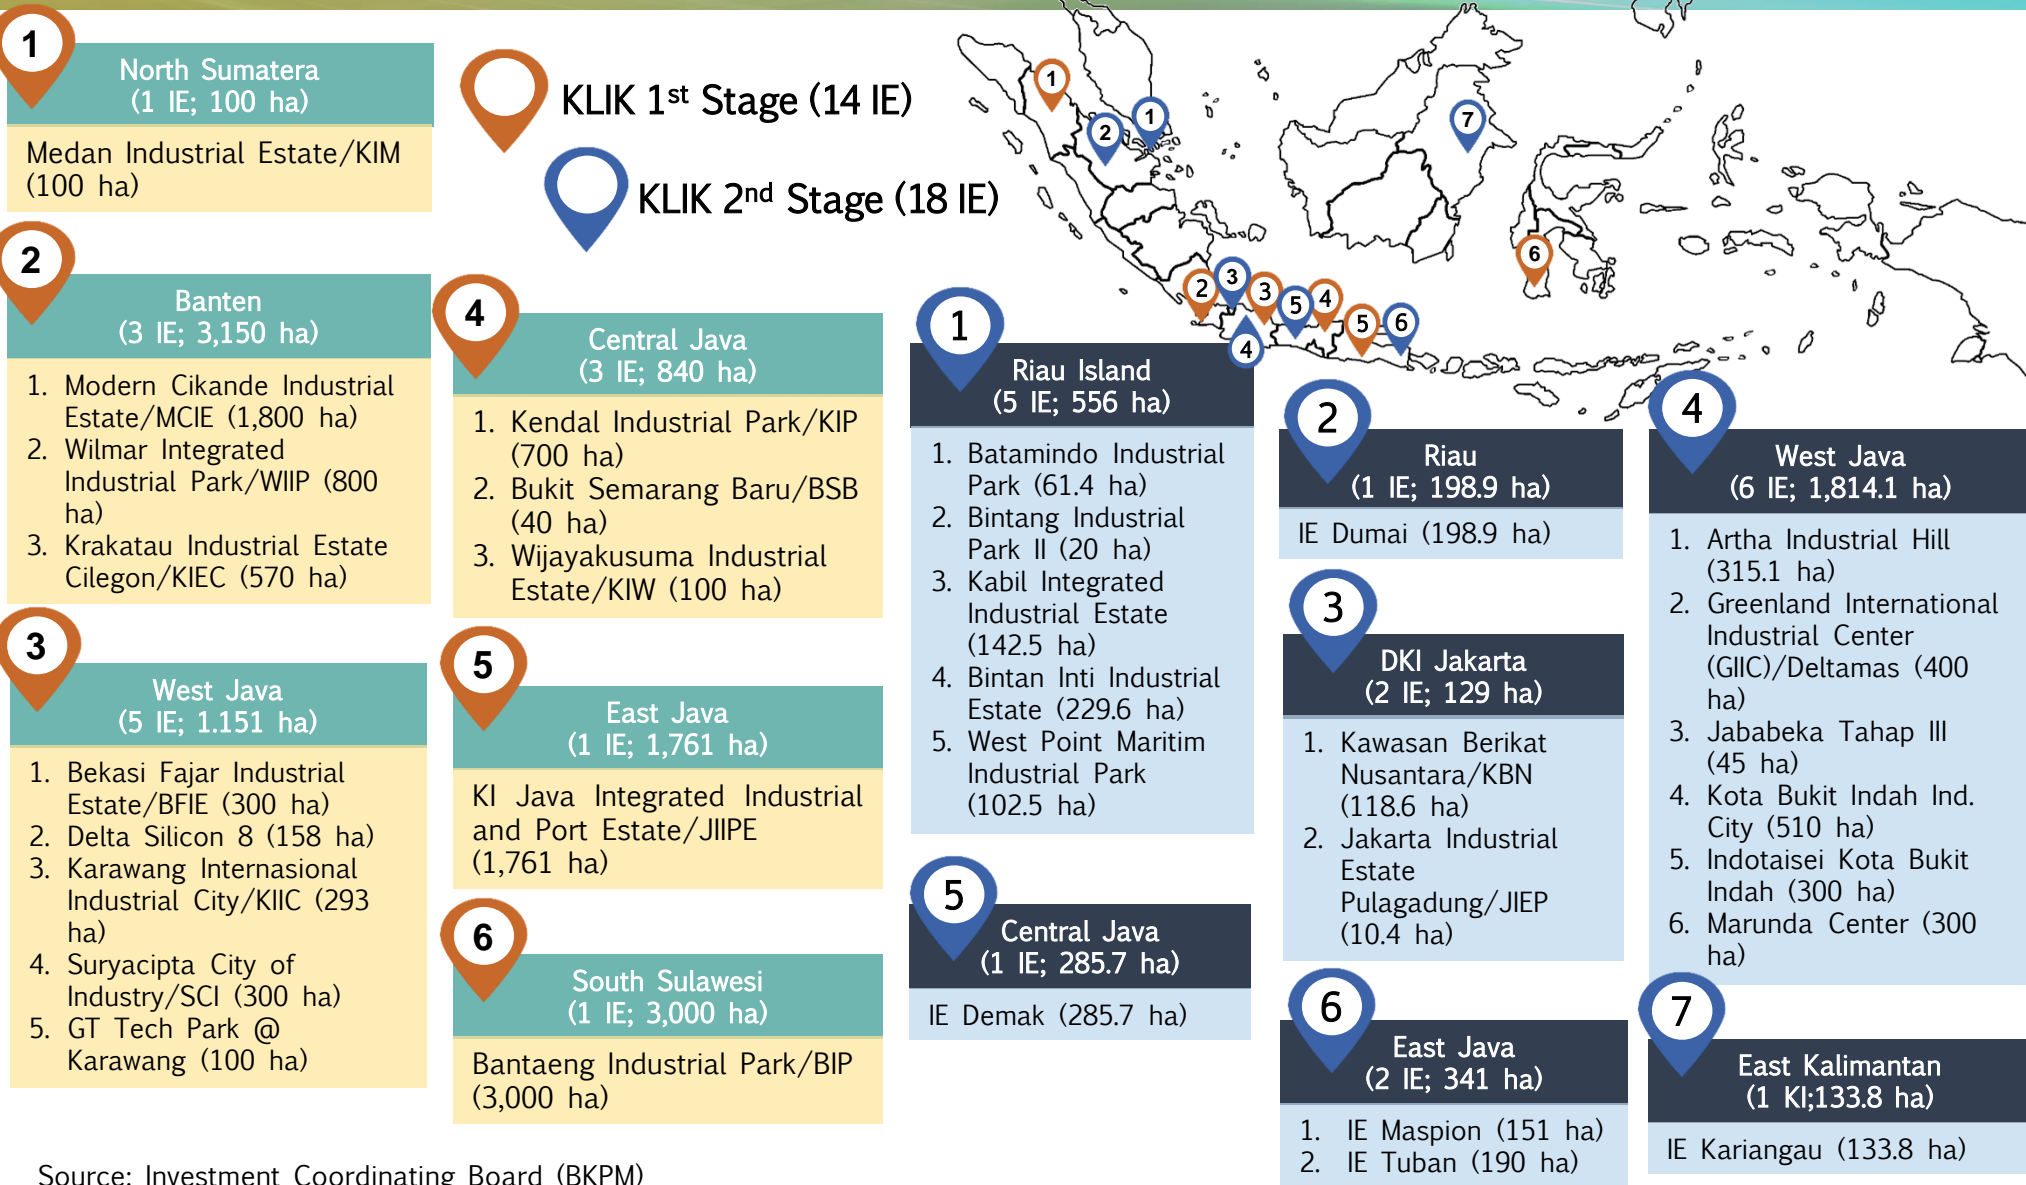 1
North Sumatera
(1 IE; 100 ha)
Medan Industrial Estate/KIM
(100 ha)
2
Banten
(3 IE; 3,150 ha)
1. Modern Cikande Industrial
Estate/MCIE (1,800 ha)
2. Wilmar Integrated
Industrial Park/WIIP (800
ha)
3. Krakatau Industrial Estate
Cilegon/KIEC (570 ha)
3
West Java
(5 IE; 1.151 ha)
1. Bekasi Fajar Industrial
Estate/BFIE (300 ha)
2. Delta Silicon 8 (158 ha)
3. Karawang Internasional
Industrial City/KIIC (293
ha)
4. Suryacipta City of
Industry/SCI (300 ha)
5. GT Tech Park @
Karawang (100 ha)
KLIK 1st Stage (14 IE)
KLIK 2nd Stage (18 IE)
4
Central Java
(3 IE; 840 ha)
1. Kendal Industrial Park/KIP
(700 ha)
2. Bukit Semarang Baru/BSB
(40 ha)
3. Wijayakusuma Industrial
Estate/KIW (100 ha)
5
East Java
(1 IE; 1,761 ha)
KI Java Integrated Industrial
and Port Estate/JIIPE
(1,761 ha)
6
South Sulawesi
(1 IE; 3,000 ha)
Bantaeng Industrial Park/BIP
(3,000 ha)
1
1
2
7
6
2
3
3
5
4
5
6
4
1
Riau Island
(5 IE; 556 ha)
1. Batamindo Industrial
Park (61.4 ha)
2. Bintang Industrial
Park II (20 ha)
3. Kabil Integrated
Industrial Estate
(142.5 ha)
4. Bintan Inti Industrial
Estate (229.6 ha)
5. West Point Maritim
Industrial Park
(102.5 ha)
2
Riau
(1 IE; 198.9 ha)
IE Dumai (198.9 ha)
3
DKI Jakarta
(2 IE; 129 ha)
1. Kawasan Berikat
Nusantara/KBN
(118.6 ha)
2. Jakarta Industrial
Estate
Pulagadung/JIEP
(10.4 ha)
4
West Java
(6 IE; 1,814.1 ha)
1. Artha Industrial Hill
(315.1 ha)
2. Greenland International
Industrial Center
(GIIC)/Deltamas (400
ha)
3. Jababeka Tahap III
(45 ha)
4. Kota Bukit Indah Ind.
City (510 ha)
5. Indotaisei Kota Bukit
Indah (300 ha)
6. Marunda Center (300
ha)
5
Central Java
(1 IE; 285.7 ha)
IE Demak (285.7 ha)
6
East Java
(2 IE; 341 ha)
1. IE Maspion (151 ha)
2. IE Tuban (190 ha)
7
East Kalimantan
(1 KI;133.8 ha)
IE Kariangau (133.8 ha)
Source: Investment Coordinating Board (BKPM)